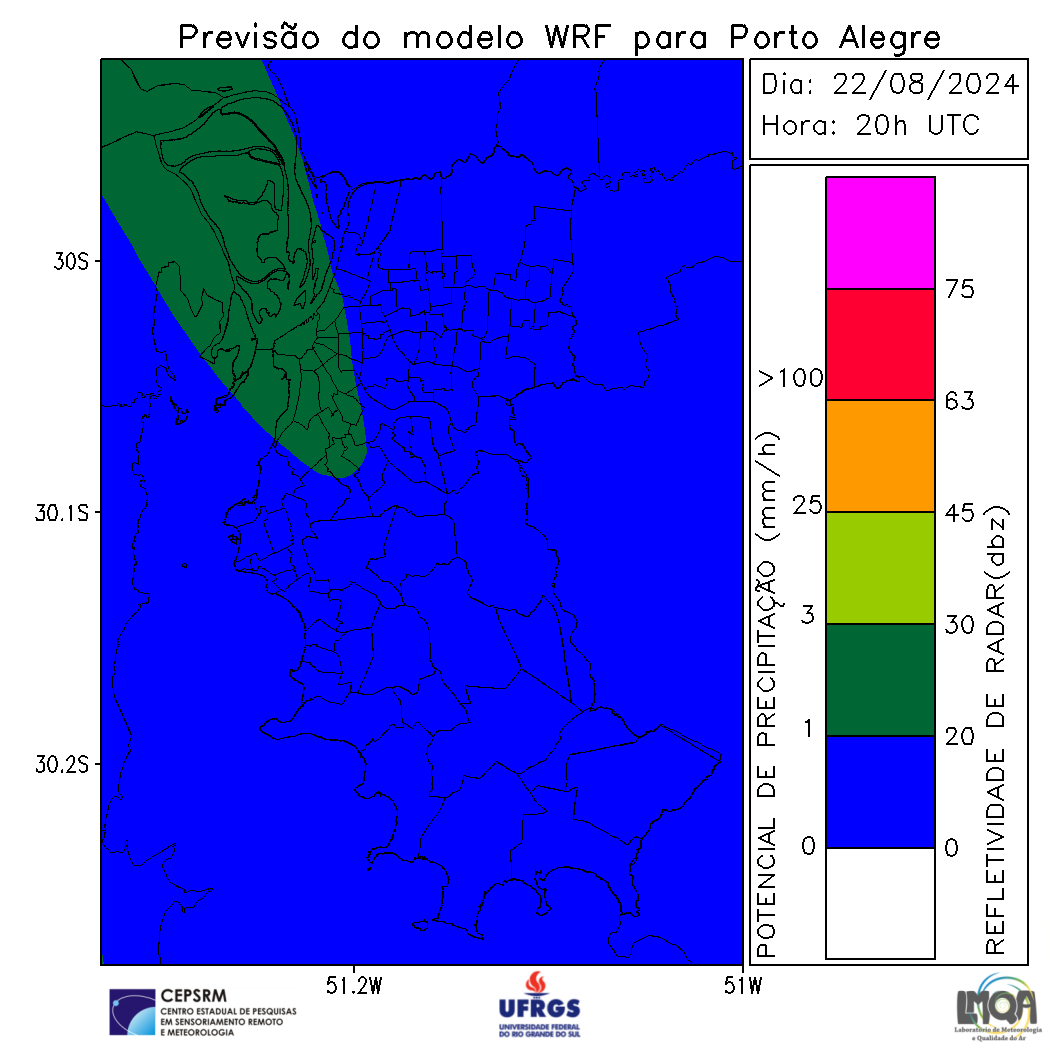 Previsão do modelo WRF para Porto Alegre
Dia: 22/08/2024
Hora: 20h UTC
30S
30.1S
30.2S
51.2W
51W
POTENCIAL DE PRECIPITAÇÃO (mm/h)
>100
25
3
1
0
75
63
45
30
20
0
REFLETIVIDADE DE RADAR(dbz)
CEPSRM
CENTRO ESTADUAL DE PESQUISAS
EM SENSORIAMENTO REMOTO
E METEOROLOGIA
UFRGS
UNIVERSIDADE FEDERAL
DO RIO GRANDE DO SUL
LMQA
Laboratório de Meteorologia
e Qualidade do Ar